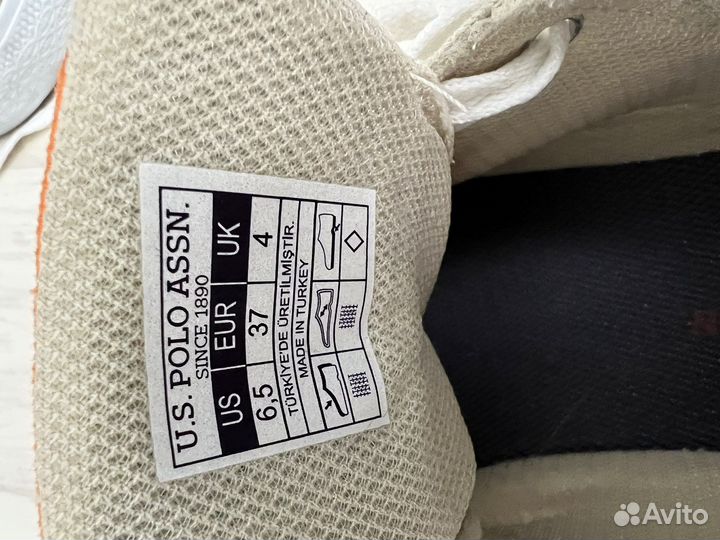 U.S. POLO ASSN.
SINCE 1890
US EUR UK
6,5 37 4
TÜRKİYE'DE ÜRETİLMİŞTİR.
MADE IN TURKEY
Avito